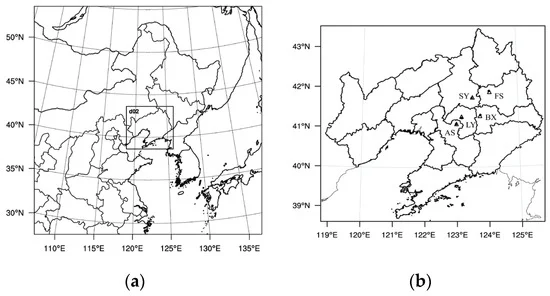 50°N
45°N
40°N
35°N
30°N
d02
110°E 115°E 120°E 125°E 130°E 135°E
(a)
43°N
42°N
41°N
40°N
39°N
SY FS
LY BX
AS
119°E 120°E 121°E 122°E 123°E 124°E 125°E
(b)